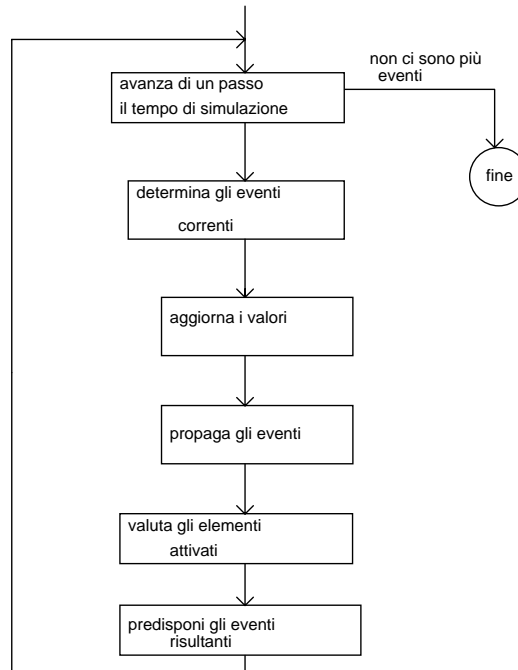 non ci sono più
eventi
avanza di un passo
il tempo di simulazione
fine
determina gli eventi
correnti
aggiorna i valori
propaga gli eventi
valuta gli elementi
attivati
predisponi gli eventi
risultanti